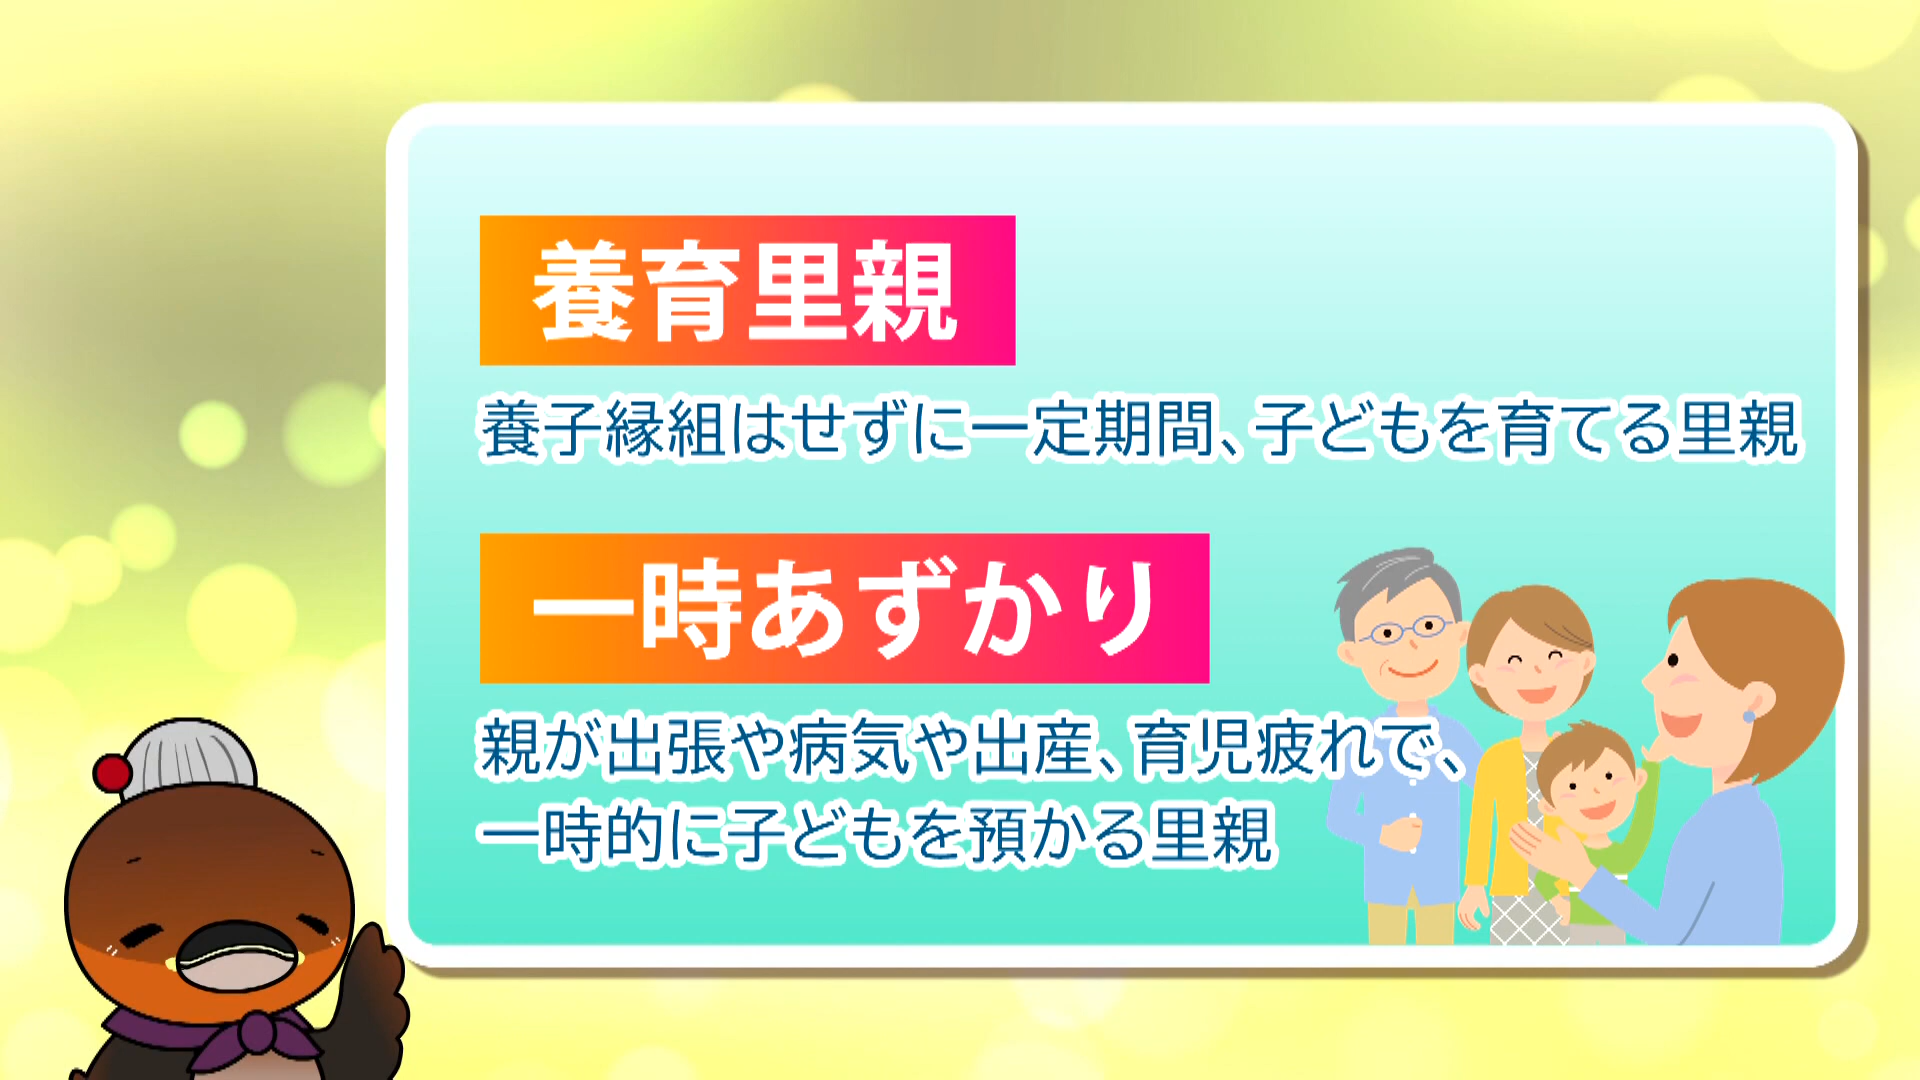 養育里親
養子縁組はせずに一定期間、子どもを育てる里親
一時あずかり
親が出張や病気や出産、育児疲れで、
一時的に子どもを預かる里親